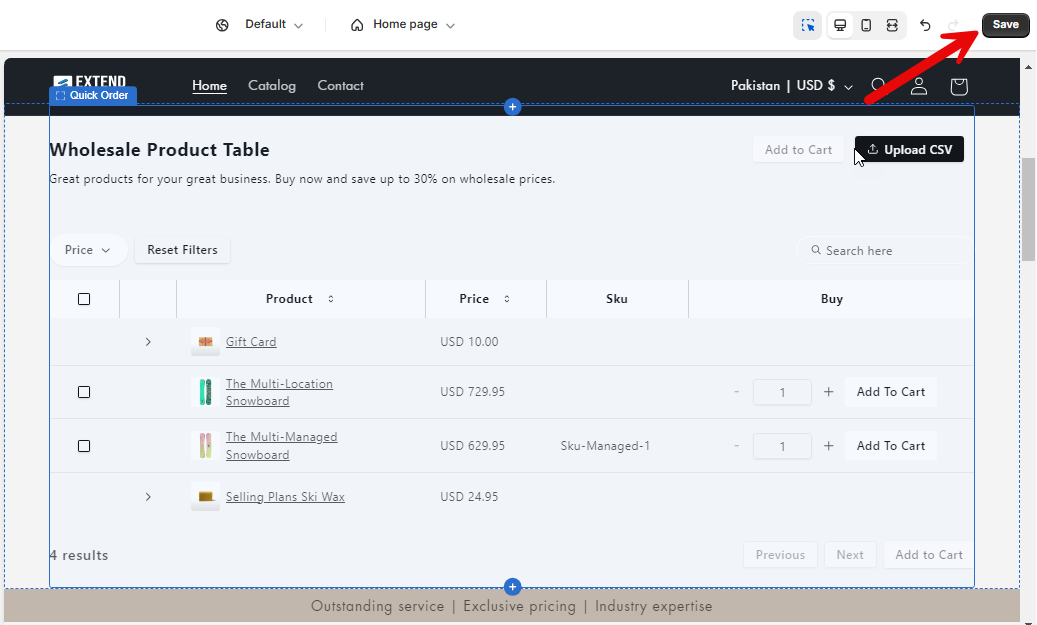 Default
Home page
Save
EXTEND
Quick Order
Home Catalog Contact
Pakistan | USD $
Wholesale Product Table
Add to Cart
Upload CSV
Great products for your great business. Buy now and save up to 30% on wholesale prices.
Price
Reset Filters
Search here
Product Price Sku Buy
Gift Card USD 10.00
The Multi-Location
Snowboard
USD 729.95
- 1 + Add To Cart
The Multi-Managed
Snowboard
USD 629.95 Sku-Managed-1
- 1 + Add To Cart
Selling Plans Ski Wax USD 24.95
4 results
Previous Next Add to Cart
Outstanding service | Exclusive pricing | Industry expertise